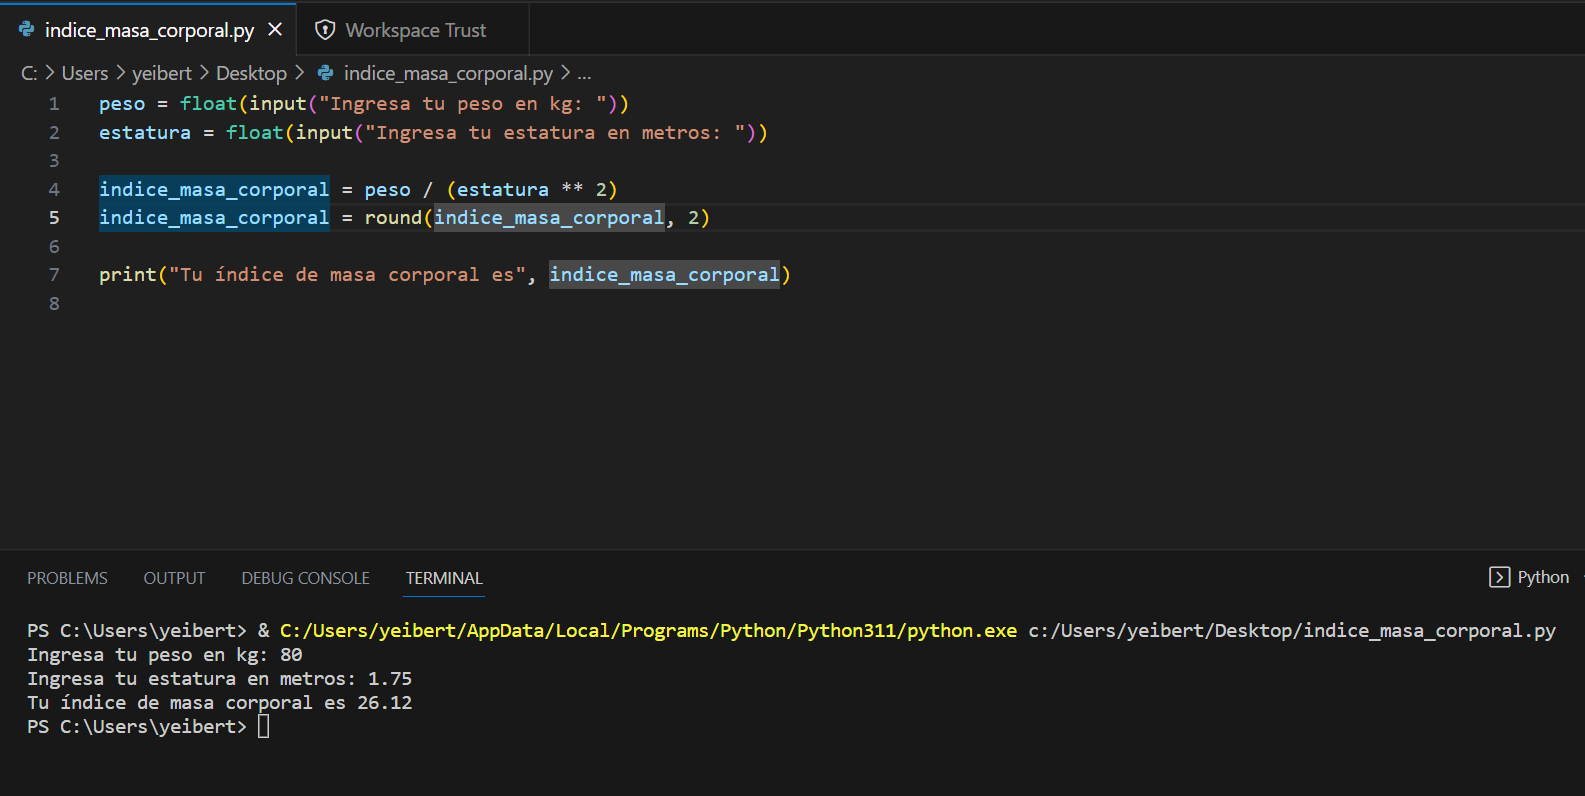 indice_masa_corporal.py Workspace Trust
C: > Users > yeibert > Desktop > indice_masa_corporal.py > ...
1 peso = float(input("Ingresa tu peso en kg: "))
2 estatura = float(input("Ingresa tu estatura en metros: "))
3
4 indice_masa_corporal = peso / (estatura ** 2)
5 indice_masa_corporal = round(indice_masa_corporal, 2)
6
7 print("Tu índice de masa corporal es", indice_masa_corporal)
8
PROBLEMS OUTPUT DEBUG CONSOLE TERMINAL Python
PS C:\Users\yeibert> & C:/Users/yeibert/AppData/Local/Programs/Python/Python311/python.exe c:/Users/yeibert/Desktop/indice_masa_corporal.py
Ingresa tu peso en kg: 80
Ingresa tu estatura en metros: 1.75
Tu índice de masa corporal es 26.12
PS C:\Users\yeibert>